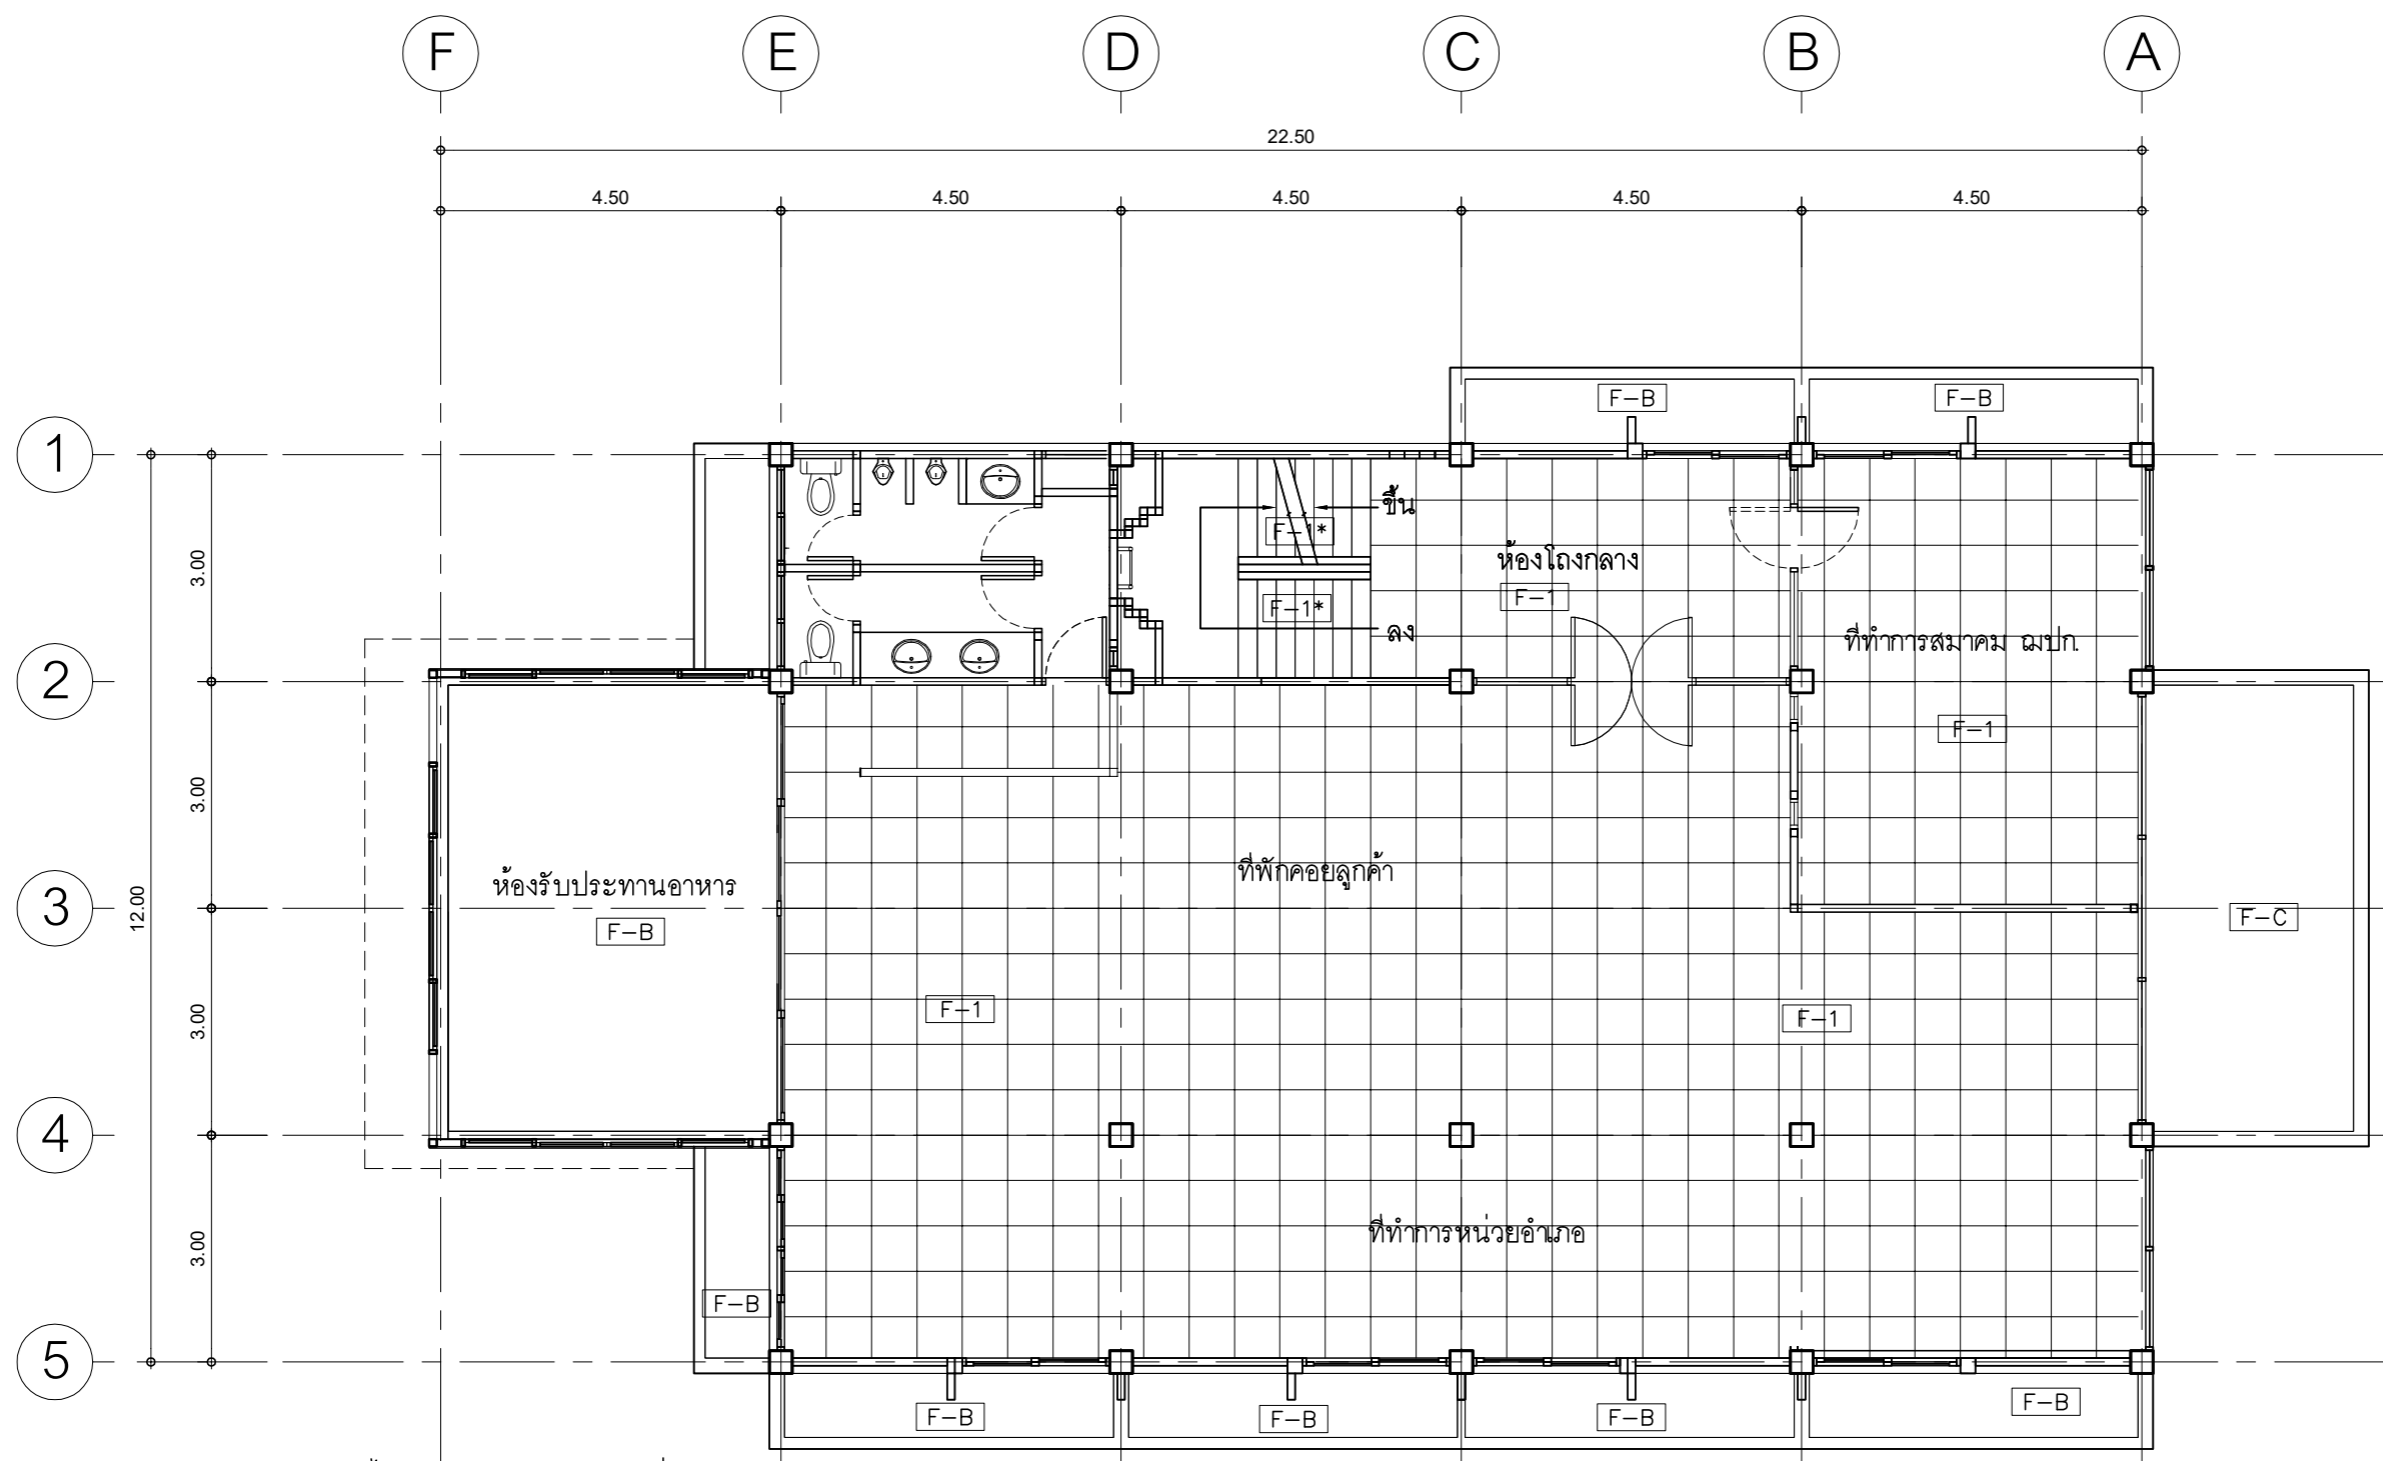 F E D C B A
22.50
4.50 4.50 4.50 4.50 4.50
F-B F-B
1
ขึ้น
F-1*
ห้องโถงกลาง
3.00
F-1
F-1*
ลง
ที่ทำการสมาคม ฌปก.
2
F-1
3.00
ที่พักคอยลูกค้า
ห้องรับประทานอาหาร
3
12.00
F-C
F-B
F-1
F-1
3.00
4
ที่ทำการหน่วยอำเภอ
3.00
F-B
5
F-B F-B F-B F-B